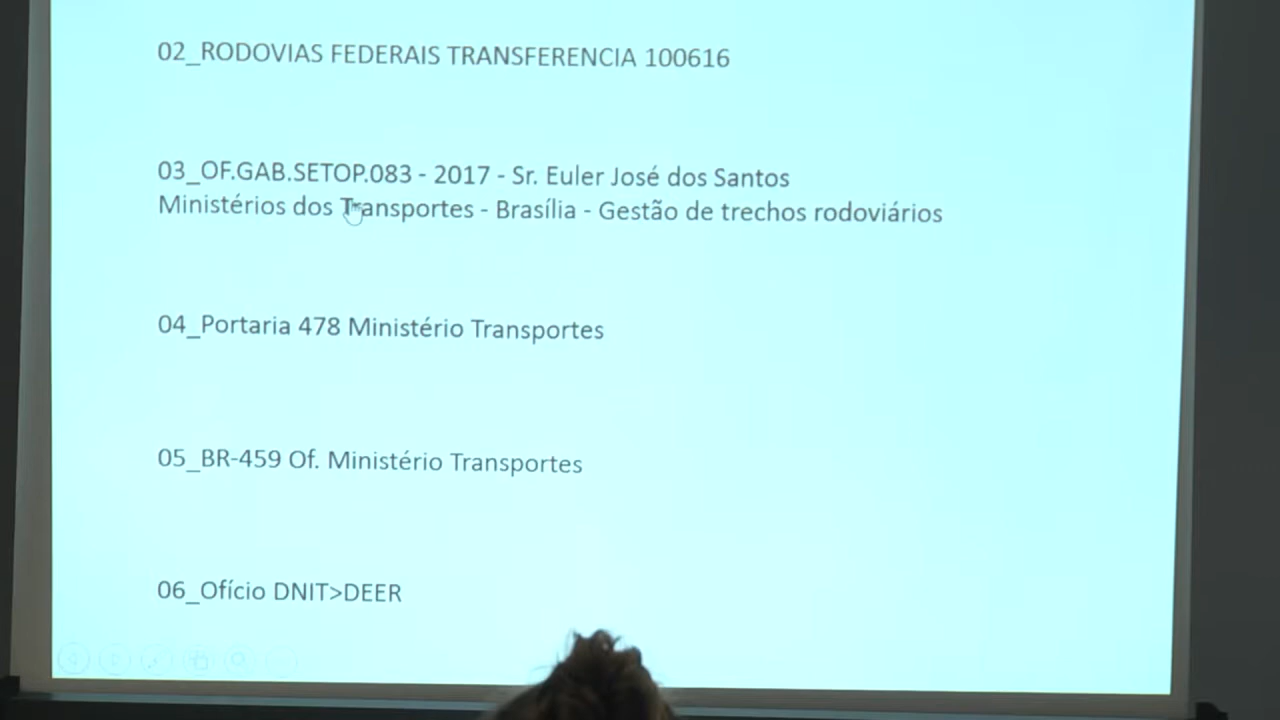 02_RODOVIAS FEDERAIS TRANSFERENCIA 100616
03_OF.GAB.SETOP.083 - 2017 - Sr. Euler José dos Santos
Ministérios dos Transportes - Brasília - Gestão de trechos rodoviários
04_Portaria 478 Ministério Transportes
05_BR-459 Of. Ministério Transportes
06_Ofício DNIT>DEER